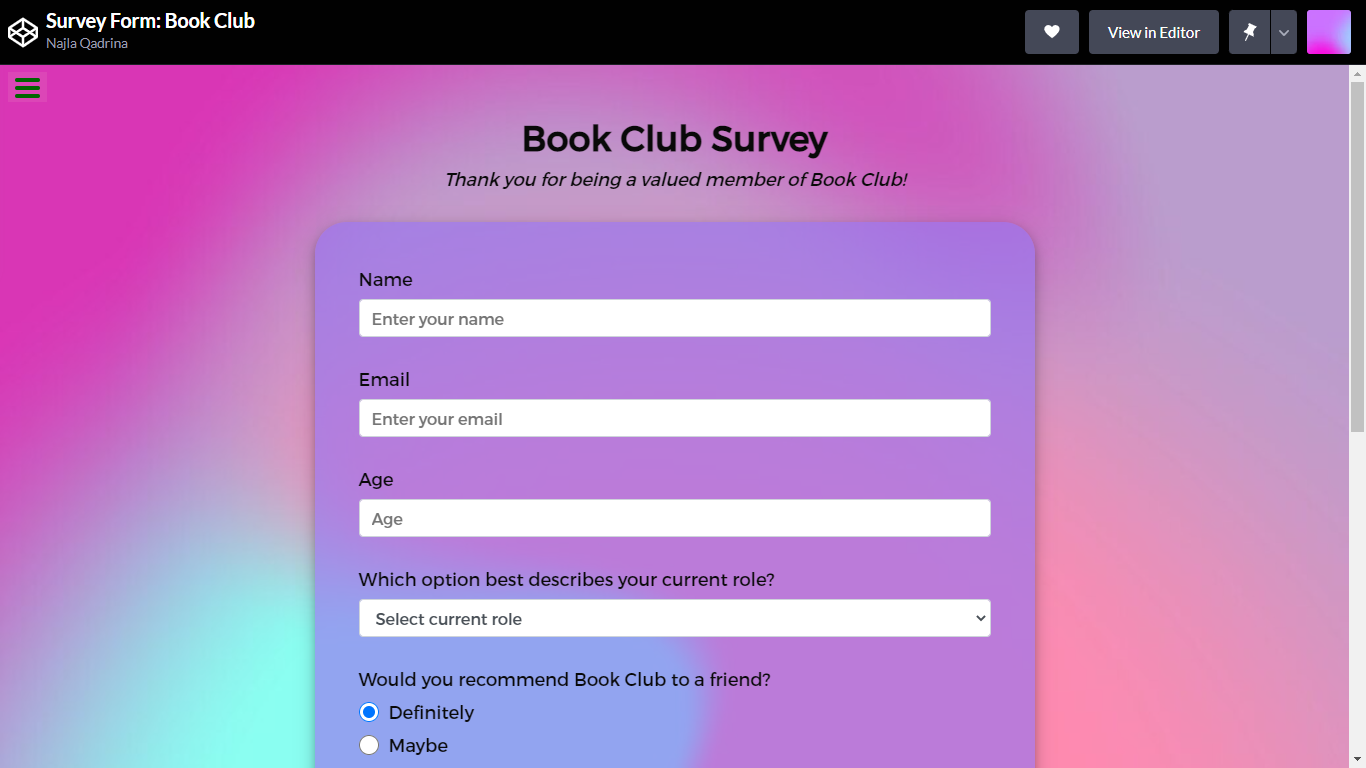 Survey Form: Book Club
Najla Qadrina
View in Editor
Book Club Survey
Thank you for being a valued member of Book Club!
Name
Enter your name
Email
Enter your email
Age
Age
Which option best describes your current role?
Select current role
Would you recommend Book Club to a friend?
Definitely
Maybe